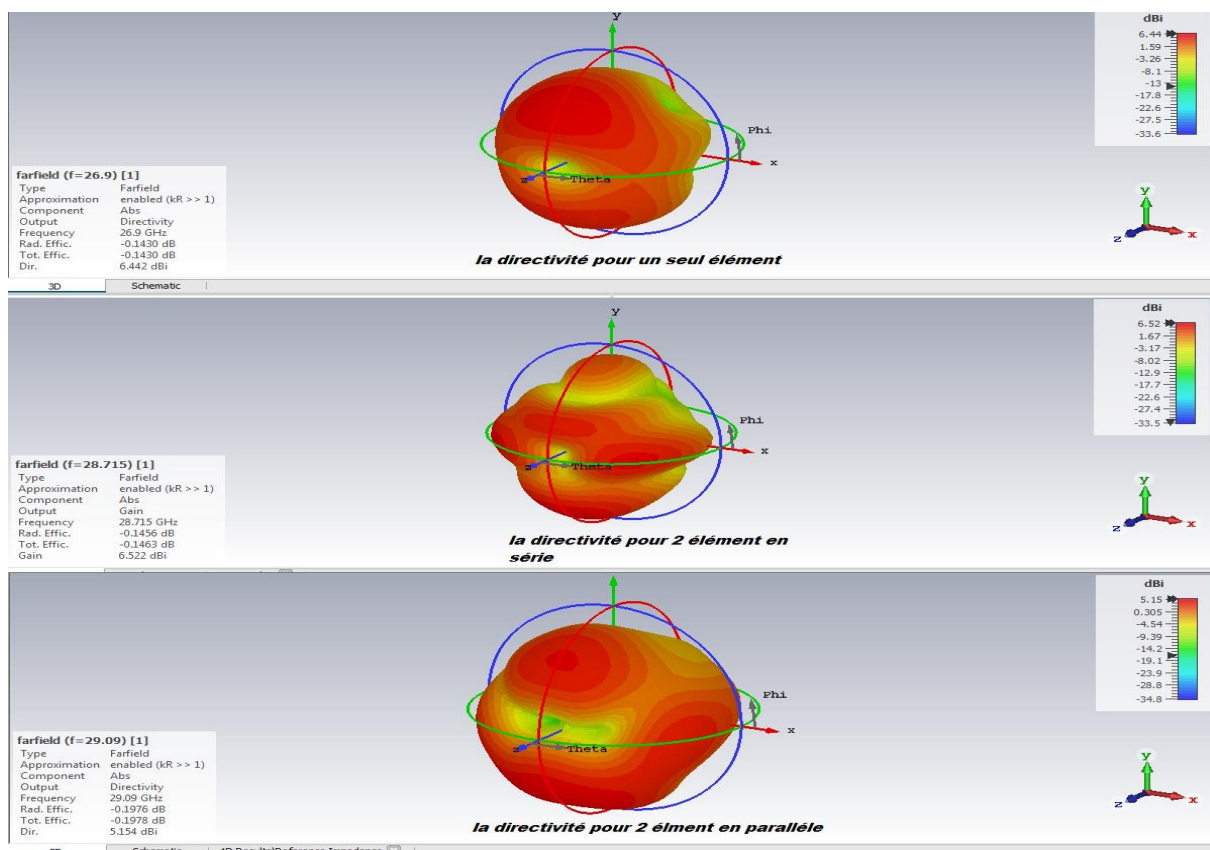 y
dBi
6.44
1.59
-3.26
-8.1
-13
-17.8
-22.6
-27.5
-33.6
Phi
x
z
Theta
farfield (f=26.9) [1]
Type Farfield
Approximation enabled (kR >> 1)
Component Abs
Output Directivity
Frequency 26.9 GHz
Rad. Effic. -0.1430 dB
Tot. Effic. -0.1430 dB
Dir. 6.442 dBi
y
z
x
la directivité pour un seul élément
3D Schematic
y
dBi
6.52
1.67
-3.17
-8.02
-12.9
-17.7
-22.6
-27.4
-33.5
Phi
x
z
Theta
farfield (f=28.715) [1]
Type Farfield
Approximation enabled (kR >> 1)
Component Abs
Output Gain
Frequency 28.715 GHz
Rad. Effic. -0.1456 dB
Tot. Effic. -0.1463 dB
Gain 6.522 dBi
y
z
x
la directivité pour 2 élément en
série
dBi
5.15
0.305
-4.54
-9.39
-14.2
-19.1
-23.9
-28.8
-34.8
Phi
x
z
Theta
farfield (f=29.09) [1]
Type Farfield
Approximation enabled (kR >> 1)
Component Abs
Output Directivity
Frequency 29.09 GHz
Rad. Effic. -0.1976 dB
Tot. Effic. -0.1978 dB
Dir. 5.154 dBi
y
z
x
la directivité pour 2 élment en paralléle
3D Schematic 4D Results\Reference Impedance